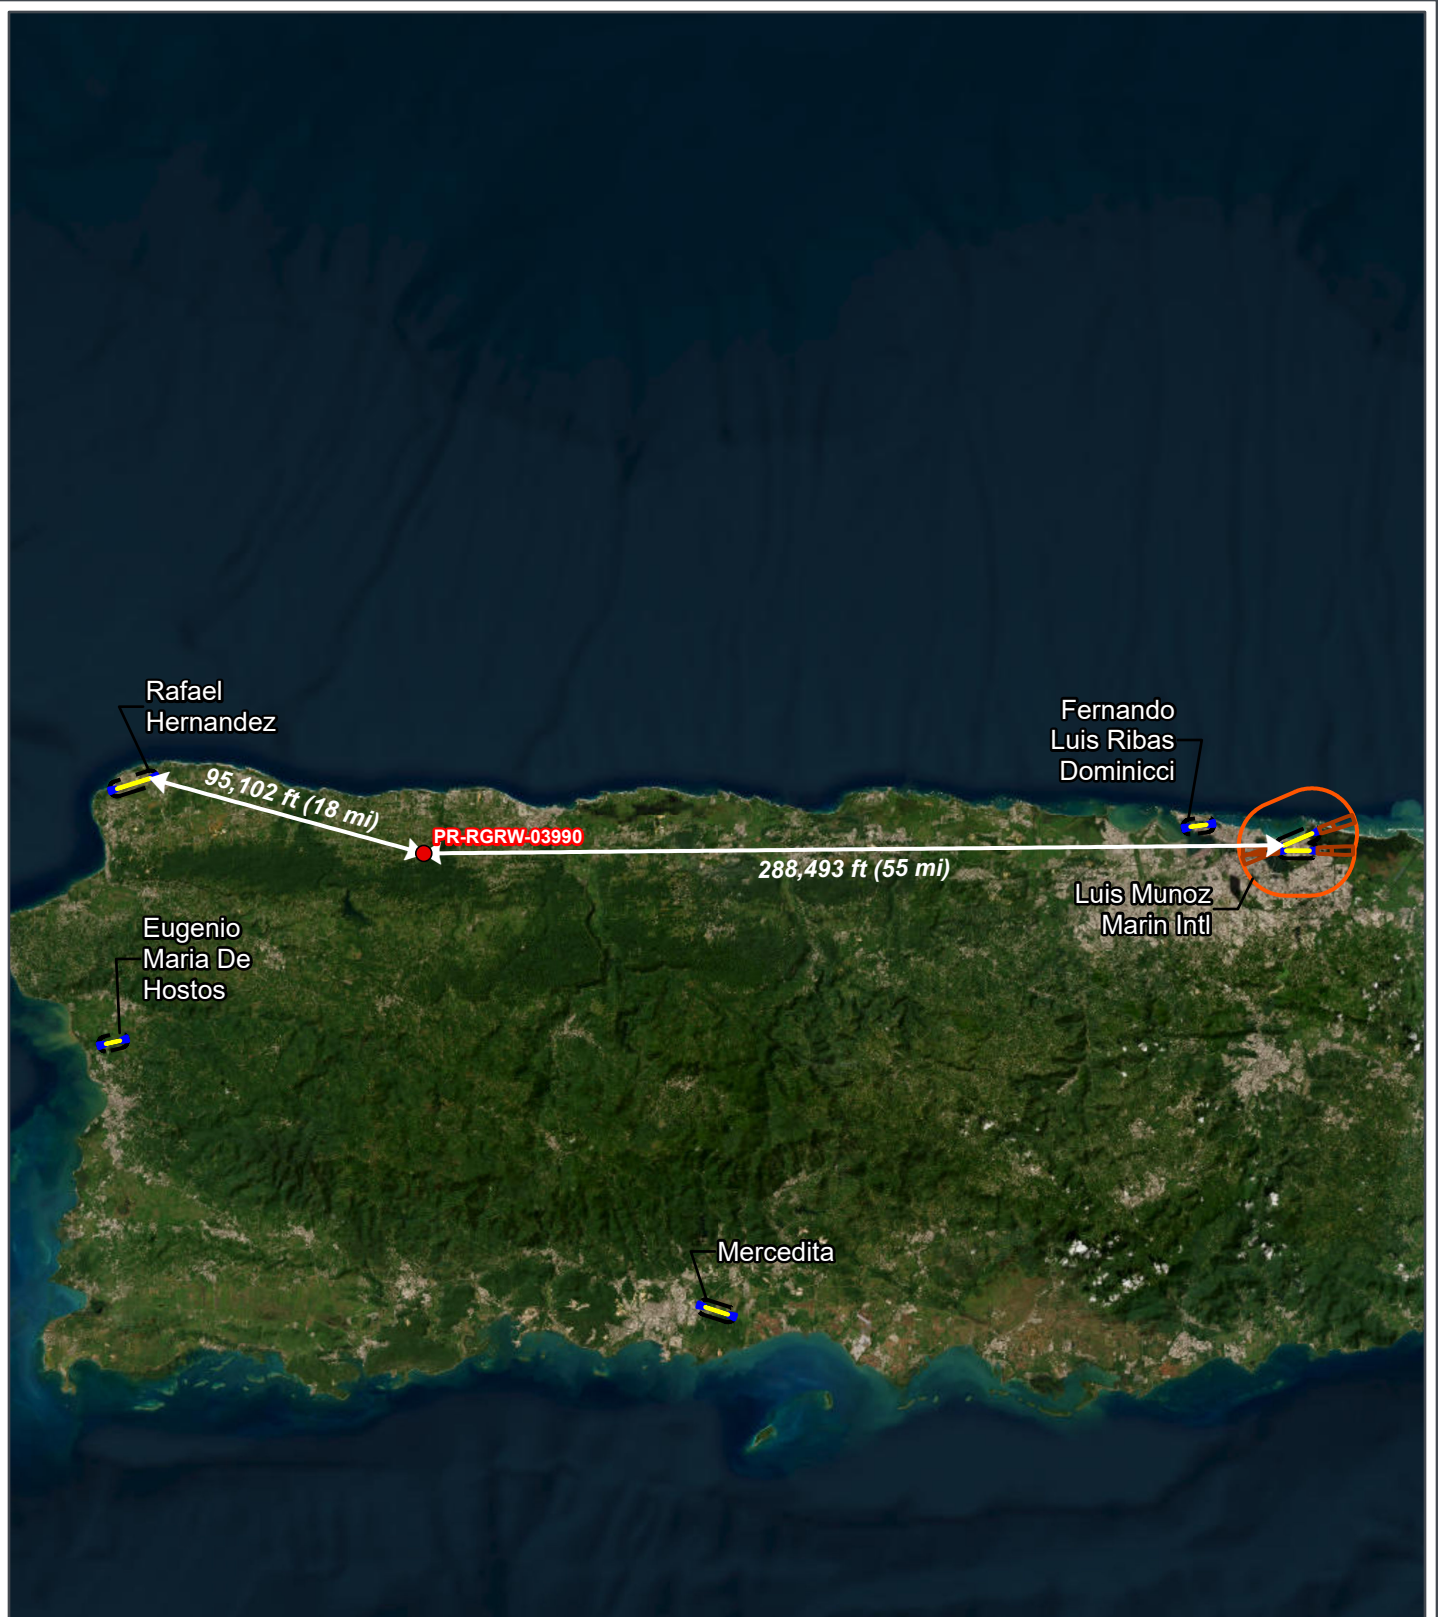 Rafael
Hernandez
Fernando
Luis Ribas
Dominicci
95,102 ft (18 mi)
PR-RGRW-03990
288,493 ft (55 mi)
Luis Munoz
Marin Intl
Eugenio
Maria De
Hostos
Mercedita